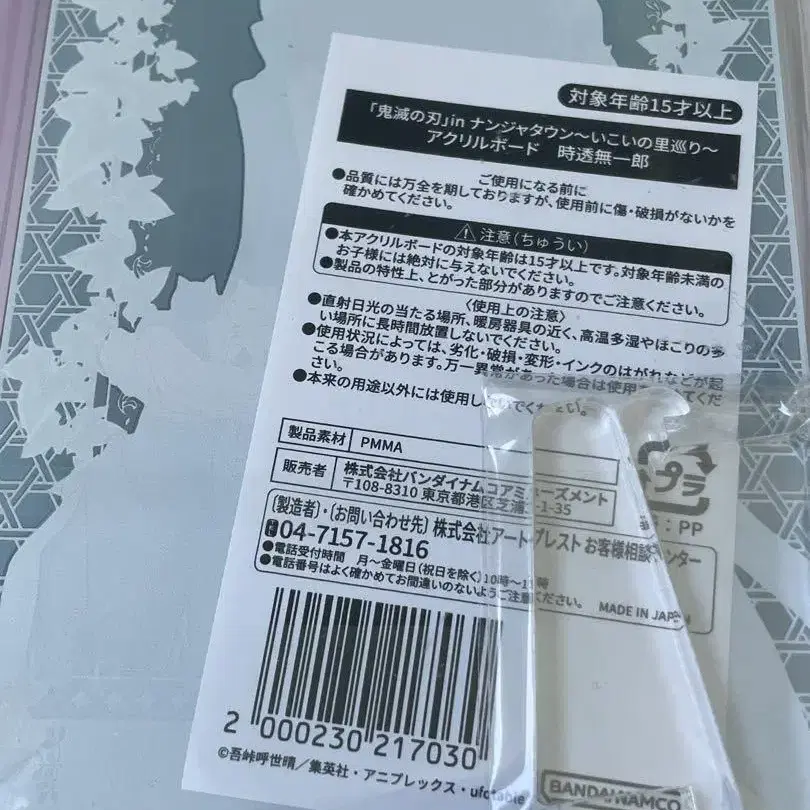 対象年齢15才以上
「鬼滅の刃」in ナンジャタウン～いこいの里巡り～
アクリルボード 時透無一郎
ご使用になる前に
●品質には万全を期しておりますが、使用前に傷・破損がないかを
確かめてください。
⚠注意(ちゅうい)
●本アクリルボードの対象年齢は15才以上です。対象年齢未満の
お子様には絶対に与えないでください。
●製品の特性上、とがった部分がありますのでご注意ください。
〈使用上の注意〉
●直射日光の当たる場所、暖房器具の近く、高温多湿やほこりの多
い場所に長時間放置しないでください。
●使用状況によっては、劣化・破損・変形・インクのはがれなどが起
こる場合があります。万一異常があった場合は使用
てくだ
さい。
●本来の用途以外には使用しないでください。
製品素材 PMMA
販売者 株式会社バンダイナムコアミューズメント
〒108-8310 東京都港区芝浦 -1-35
プラ
: PP
(製造者)・(お問い合わせ先) 株式会社アートプレスト お客様相談センター
04-7157-1816
●電話受付時間 月～金曜日(祝日を除く)10時～1 時
●電話番号はよく確かめてお間違いのないようご注意ください。
MADE IN JAPAN
2 000230 217030
©吾峠呼世晴/集英社・アニプレックス・ufotable
BANDAI NAMCO